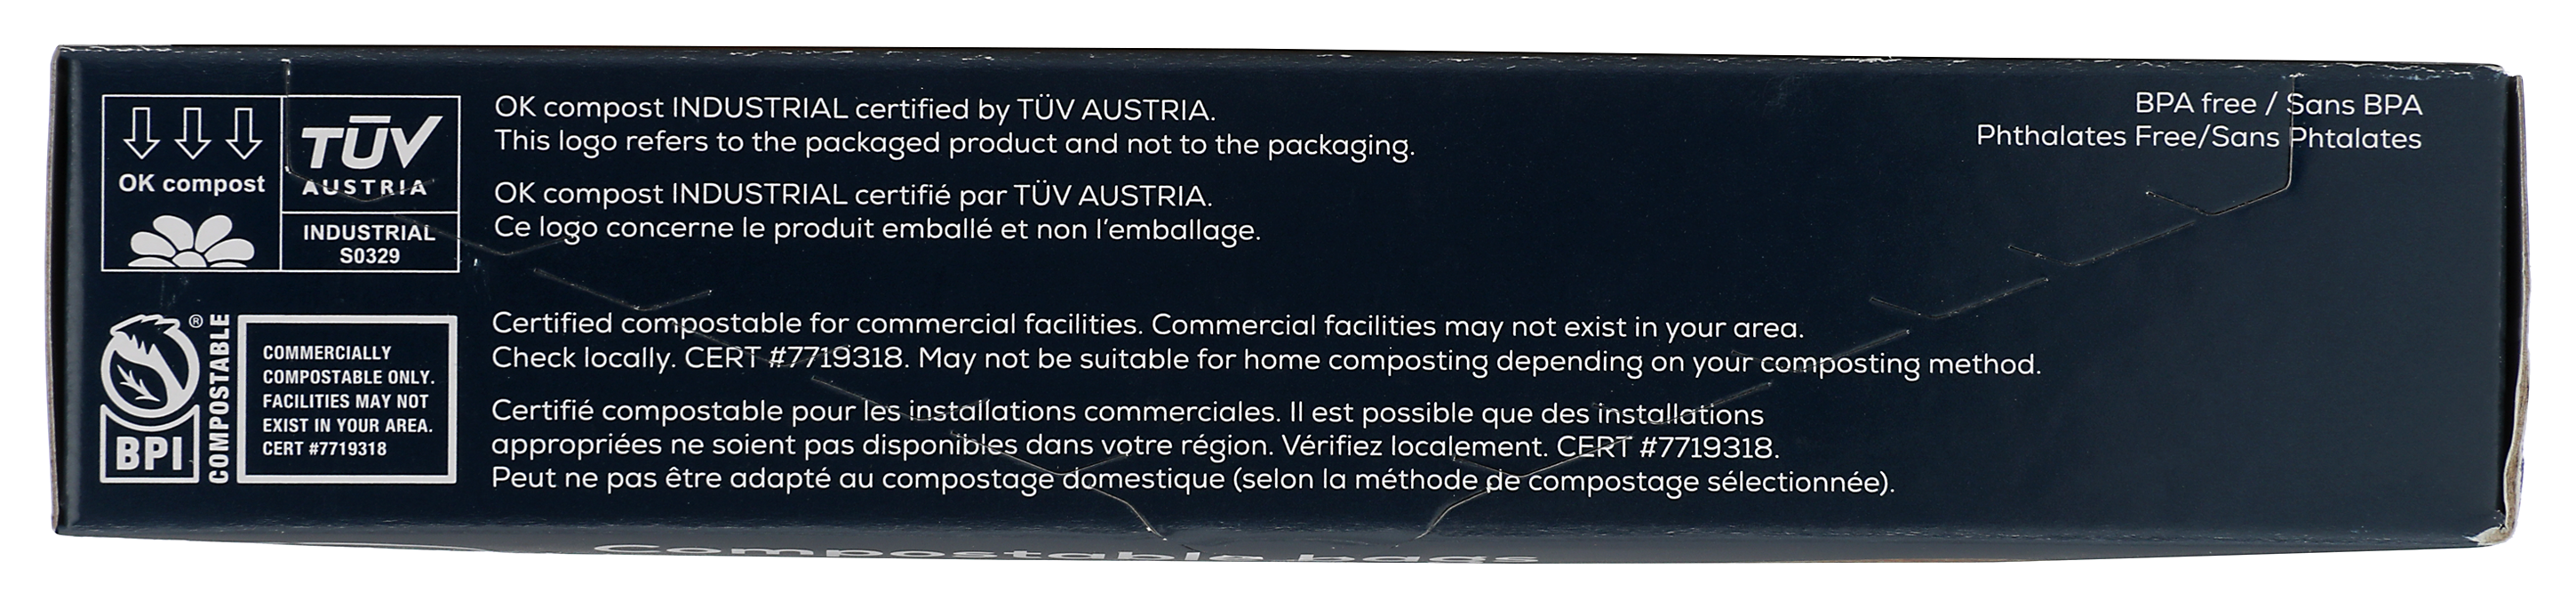 OK compost
TÜV
AUSTRIA
INDUSTRIAL
S0329
OK compost INDUSTRIAL certified by TÜV AUSTRIA.
This logo refers to the packaged product and not to the packaging.
OK compost INDUSTRIAL certifié par TÜV AUSTRIA.
Ce logo concerne le produit emballé et non l'emballage.
BPA free / Sans BPA
Phthalates Free/Sans Phtalates
®
BPI
COMPOSTABLE
COMMERCIALLY
COMPOSTABLE ONLY.
FACILITIES MAY NOT
EXIST IN YOUR AREA.
CERT #7719318
Certified compostable for commercial facilities. Commercial facilities may not exist in your area.
Check locally. CERT #7719318. May not be suitable for home composting depending on your composting method.
Certifié compostable pour les installations commerciales. Il est possible que des installations
appropriées ne soient pas disponibles dans votre région. Vérifiez localement. CERT #7719318.
Peut ne pas être adapté au compostage domestique (selon la méthode de compostage sélectionnée).
Compostable bags